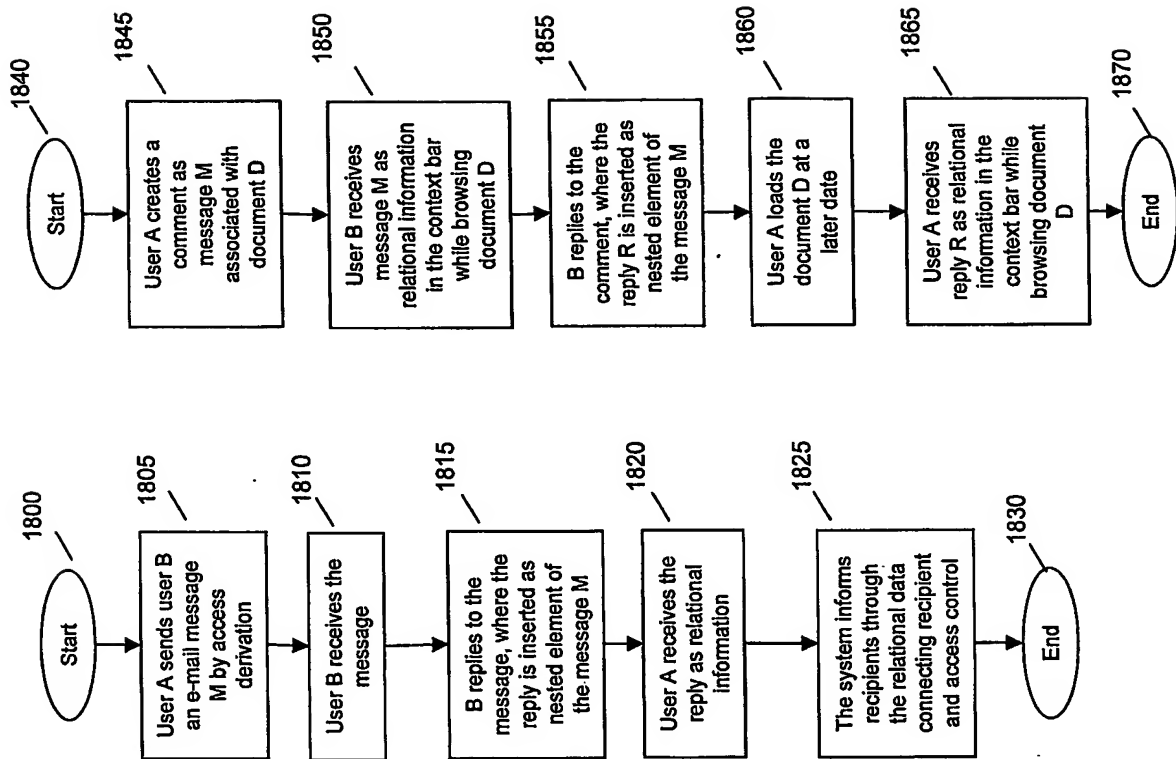 1800
Start
1805
User A sends user B
an e-mail message
M by access
derivation
1810
User B receives the
message
1815
B replies to the
message, where the
reply is inserted as
nested element of
the message M
1820
User A receives the
reply as relational
information
1825
The system informs
recipients through
the relational data
connecting recipient
and access control
1830
End
1840
Start
1845
User A creates a
comment as
message M
associated with
document D
1850
User B receives
message M as
relational information
in the context bar
while browsing
document D
1855
B replies to the
comment, where the
reply R is inserted as
nested element of
the message M
1860
User A loads the
document D at a
later date
1865
User A receives
reply R as relational
information in the
context bar while
browsing document
D
1870
End